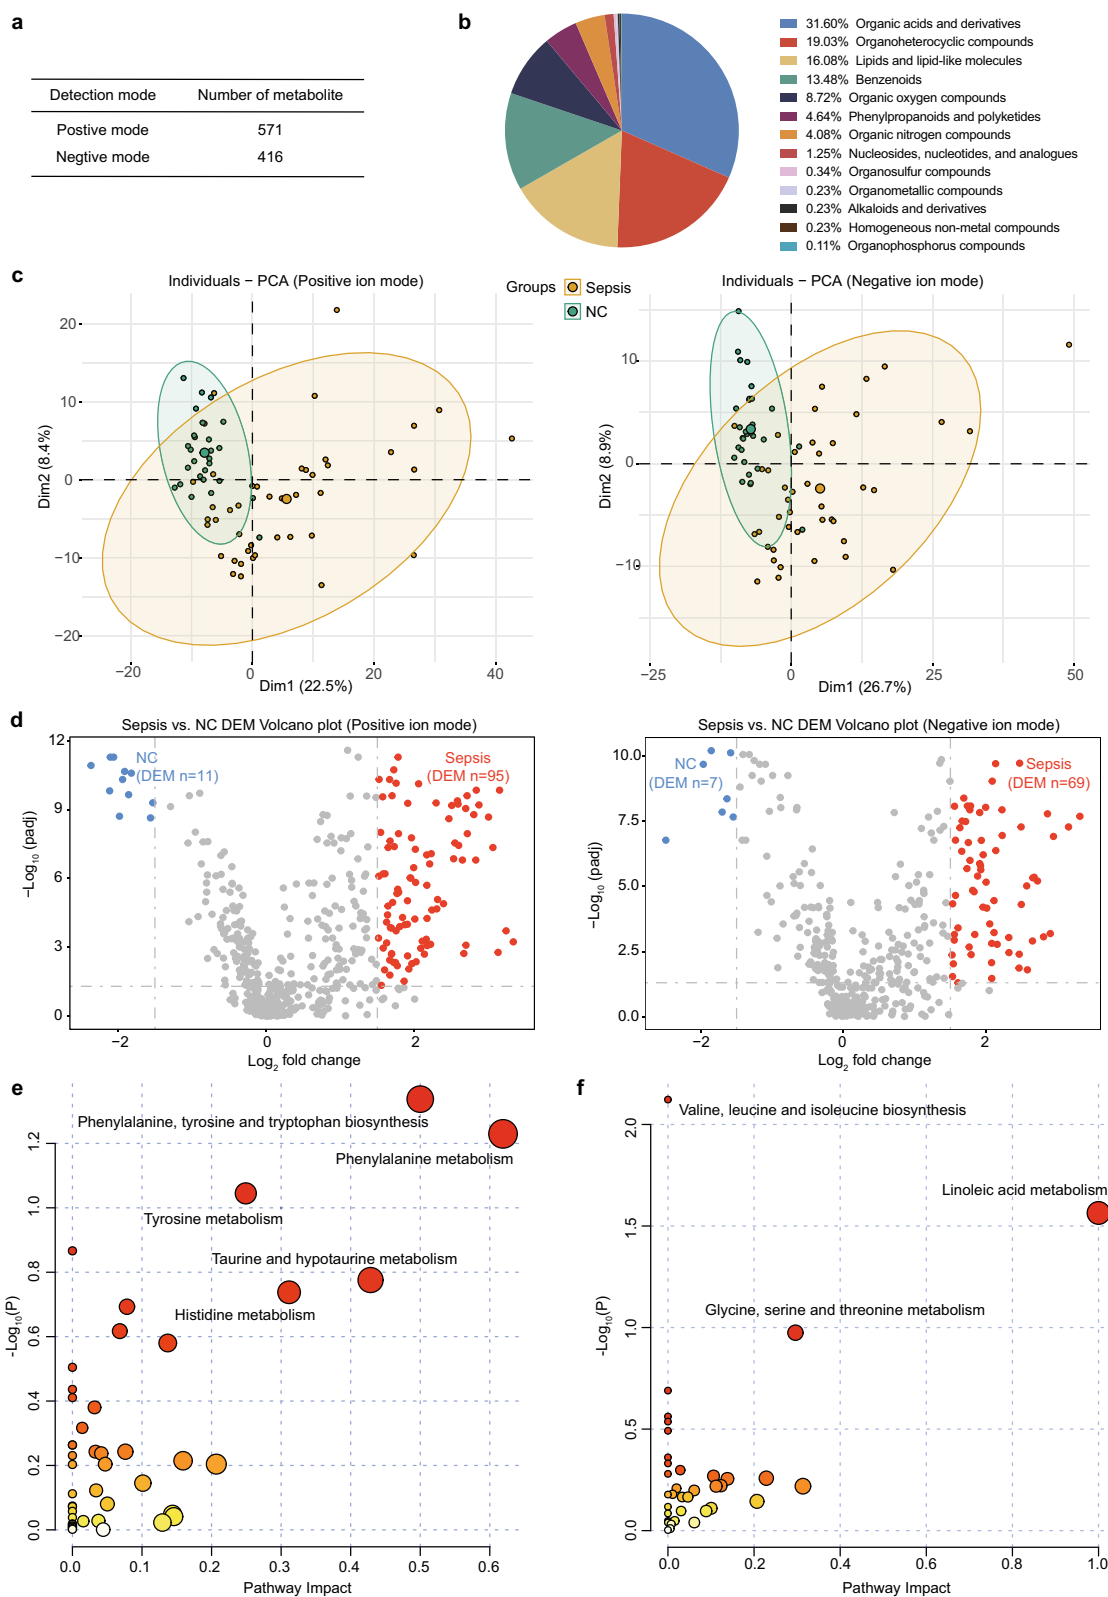 a
Detection mode Number of metabolite
Postive mode 571
Negtive mode 416
b
31.60% Organic acids and derivatives
19.03% Organoheterocyclic compounds
16.08% Lipids and lipid-like molecules
13.48% Benzenoids
8.72% Organic oxygen compounds
4.64% Phenylpropanoids and polyketides
4.08% Organic nitrogen compounds
1.25% Nucleosides, nucleotides, and analogues
0.34% Organosulfur compounds
0.23% Organometallic compounds
0.23% Alkaloids and derivatives
0.23% Homogeneous non-metal compounds
0.11% Organophosphorus compounds
c
Individuals − PCA (Positive ion mode)
Groups Sepsis
NC
Individuals − PCA (Negative ion mode)
20
10
0
−10
−20
Dim2 (8.4%)
−20 0 20 40
Dim1 (22.5%)
10
0
−10
Dim2 (8.9%)
−25 0 25 50
Dim1 (26.7%)
d
Sepsis vs. NC DEM Volcano plot (Positive ion mode)
NC
(DEM n=11)
Sepsis
(DEM n=95)
12
9
6
3
0
−Log10 (padj)
−2 0 2
Log2 fold change
Sepsis vs. NC DEM Volcano plot (Negative ion mode)
NC
(DEM n=7)
Sepsis
(DEM n=69)
10.0
7.5
5.0
2.5
0.0
−Log10 (padj)
−2 0 2
Log2 fold change
e
Phenylalanine, tyrosine and tryptophan biosynthesis
Phenylalanine metabolism
Tyrosine metabolism
Taurine and hypotaurine metabolism
Histidine metabolism
1.2
1.0
0.8
0.6
0.4
0.2
0.0
-Log10(P)
0.0 0.1 0.2 0.3 0.4 0.5 0.6
Pathway Impact
f
Valine, leucine and isoleucine biosynthesis
Linoleic acid metabolism
Glycine, serine and threonine metabolism
2.0
1.5
1.0
0.5
0.0
-Log10(P)
0.0 0.2 0.4 0.6 0.8 1.0
Pathway Impact